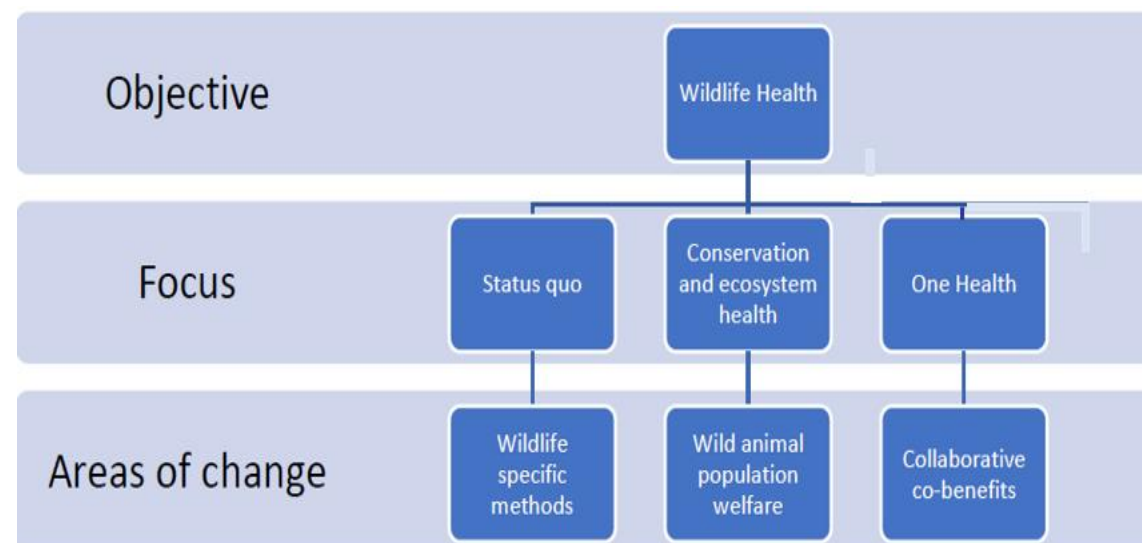 Objective
Wildlife Health
Focus
Status quo
Conservation
and ecosystem
health
One Health
Areas of change
Wildlife
specific
methods
Wild animal
population
welfare
Collaborative
co-benefits